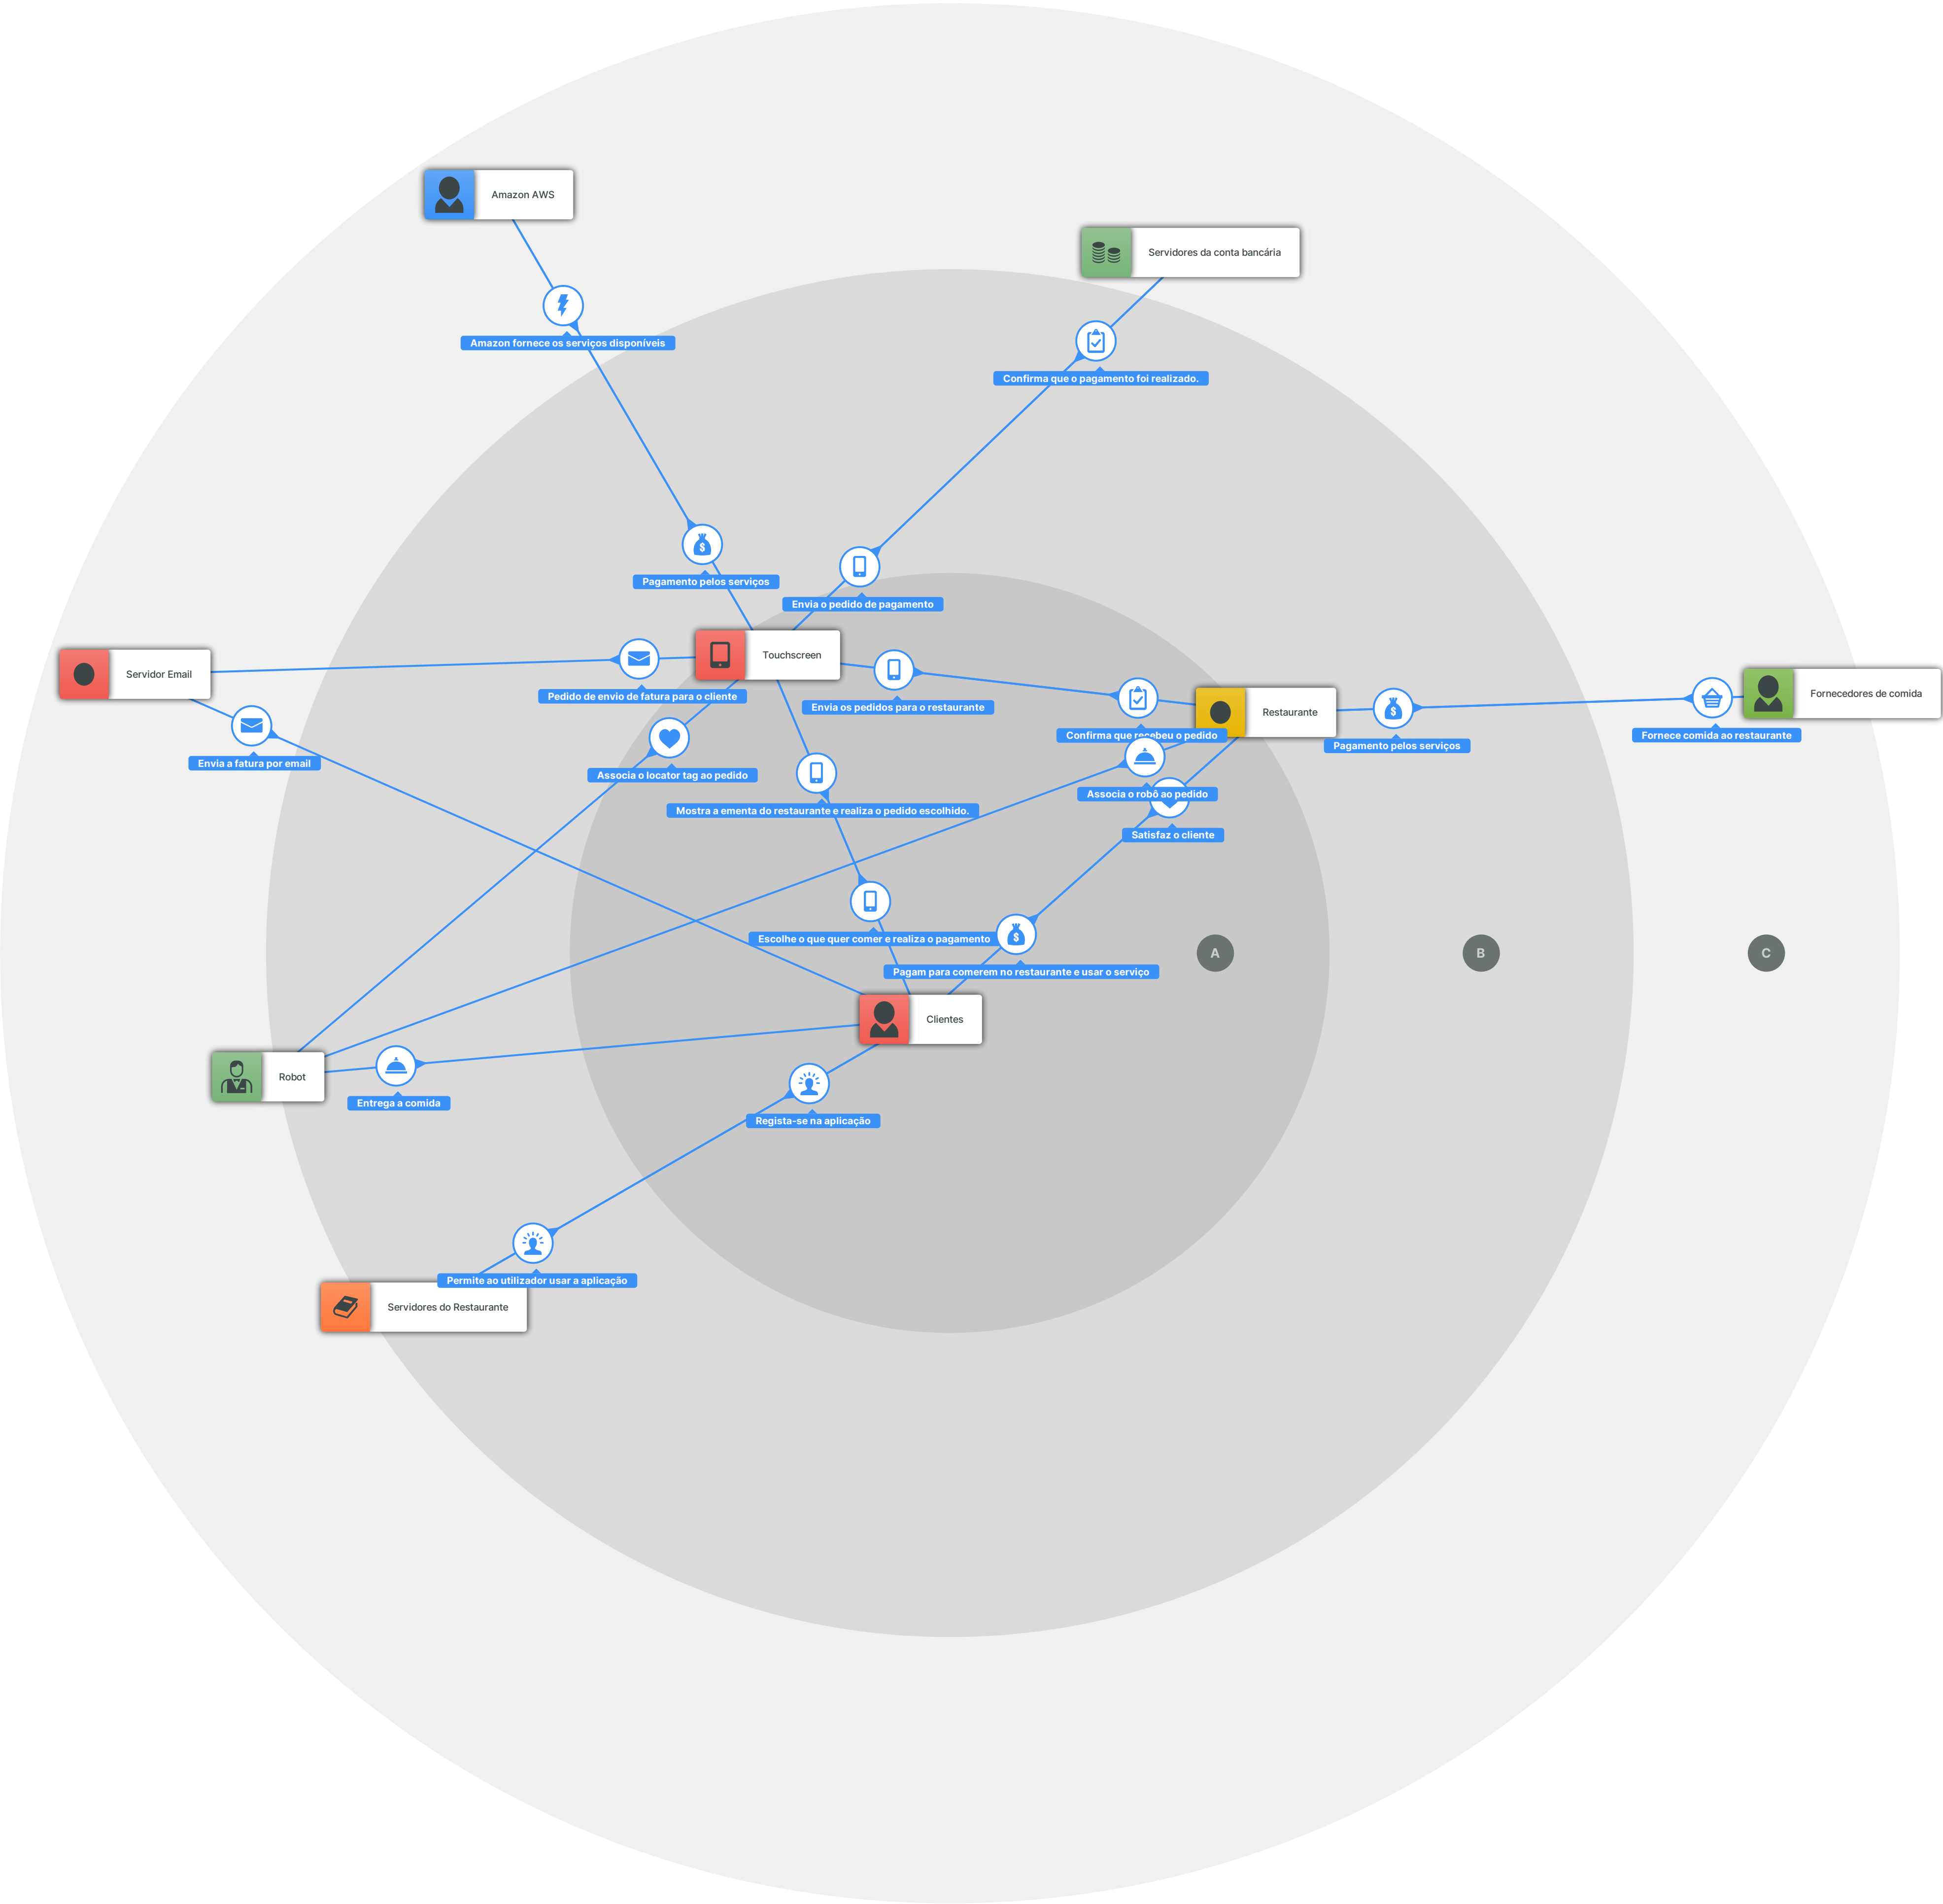 Amazon AWS
Servidores da conta bancária
Amazon fornece os serviços disponíveis
Confirma que o pagamento foi realizado.
Pagamento pelos serviços
Envia o pedido de pagamento
Touchscreen
Servidor Email
Pedido de envio de fatura para o cliente
Envia os pedidos para o restaurante
Restaurante
Fornecedores de comida
Confirma que recebeu o pedido
Pagamento pelos serviços
Fornece comida ao restaurante
Envia a fatura por email
Associa o locator tag ao pedido
Associa o robô ao pedido
Mostra a ementa do restaurante e realiza o pedido escolhido.
Satisfaz o cliente
Escolhe o que quer comer e realiza o pagamento
A
B
C
Pagam para comerem no restaurante e usar o serviço
Clientes
Robot
Entrega a comida
Regista-se na aplicação
Permite ao utilizador usar a aplicação
Servidores do Restaurante